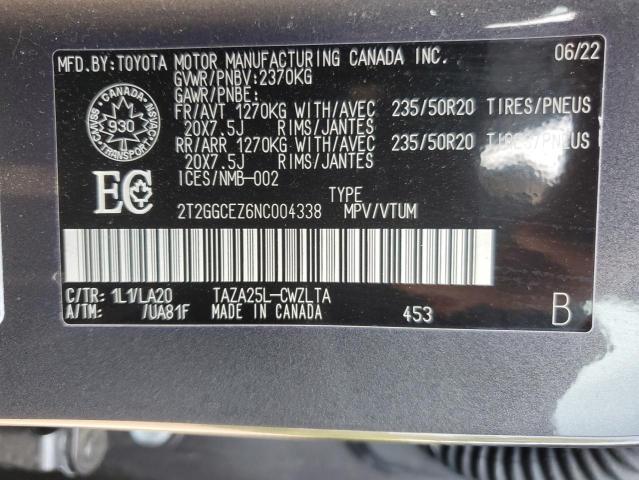 MFD.BY:TOYOTA MOTOR MANUFACTURING CANADA INC. 06/22
GVWR/PNBV:2370KG
GAWR/PNBE:
FR/AVT 1270KG WITH/AVEC 235/50R20 TIRES/PNEUS
20X7.5J RIMS/JANTES
RR/ARR 1270KG WITH/AVEC 235/50R20 TIRES/PNEUS
20X7.5J RIMS/JANTES
ICES/NMB-002
CANADA
930
TRANSPORT
EC
TYPE
2T2GGCEZ6NC004338 MPV/VTUM
C/TR: 1L1/LA20 TAZA25L-CWZLTA
A/TM: /UA81F MADE IN CANADA 453 B